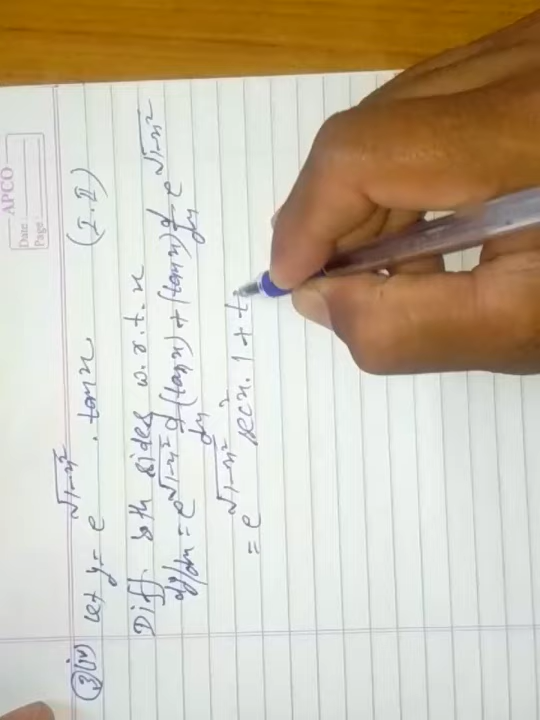 APCO
Date :
Page :
③(iv) Let y = e^√(1-x²) . tan x (I.II)
Diff. both sides w.r.t. x
dy/dx = e^√(1-x²) d/dx (tan x) + (tan x) d/dx e^√(1-x²)
= e^√(1-x²) sec²x . 1 + t